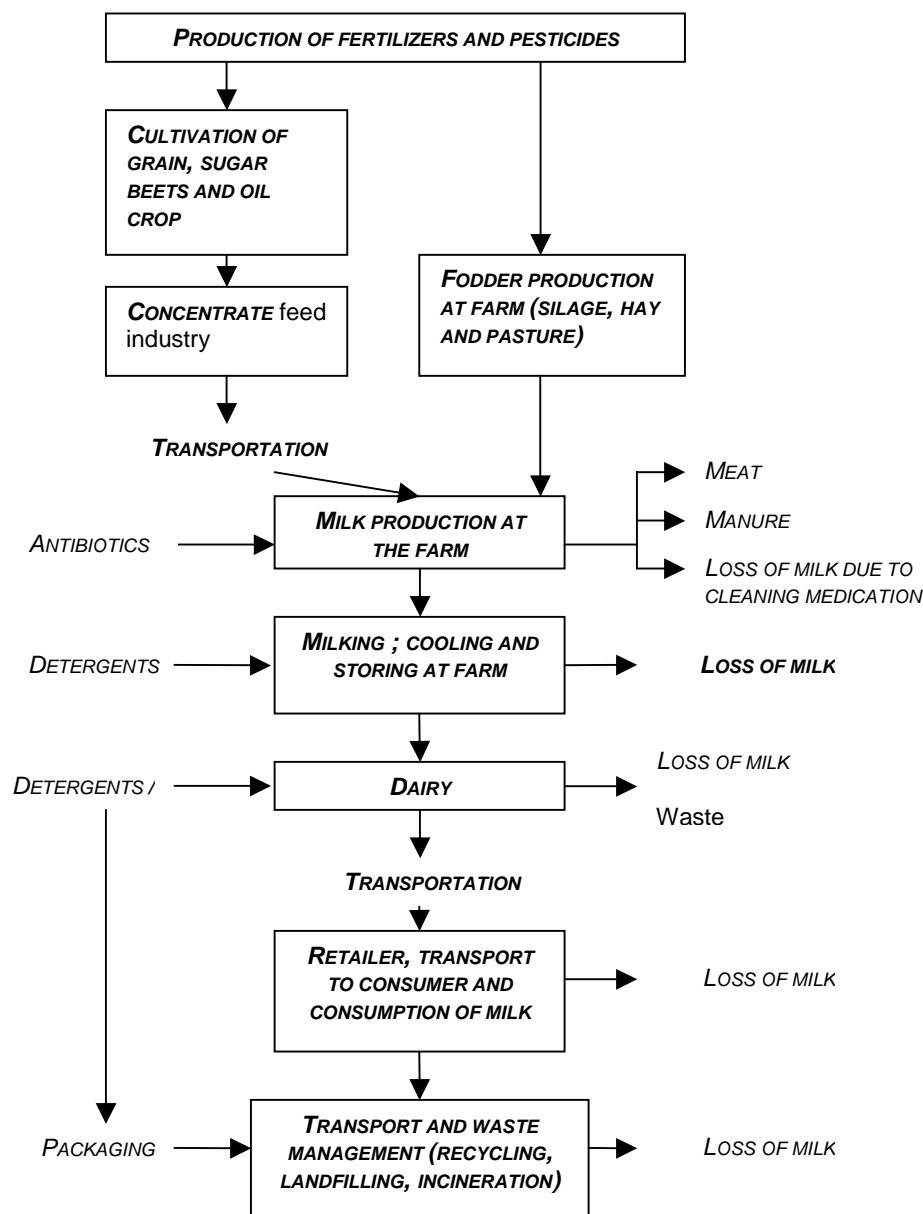 PRODUCTION OF FERTILIZERS AND PESTICIDES
CULTIVATION OF
GRAIN, SUGAR
BEETS AND OIL
CROP
FODDER PRODUCTION
AT FARM (SILAGE, HAY
AND PASTURE)
CONCENTRATE feed
industry
TRANSPORTATION
MEAT
MILK PRODUCTION AT
THE FARM
MANURE
ANTIBIOTICS
LOSS OF MILK DUE TO
CLEANING MEDICATION
MILKING ; COOLING AND
STORING AT FARM
DETERGENTS
LOSS OF MILK
DETERGENTS /
DAIRY
LOSS OF MILK
Waste
TRANSPORTATION
RETAILER, TRANSPORT
TO CONSUMER AND
CONSUMPTION OF MILK
LOSS OF MILK
PACKAGING
TRANSPORT AND WASTE
MANAGEMENT (RECYCLING,
LANDFILLING, INCINERATION)
LOSS OF MILK